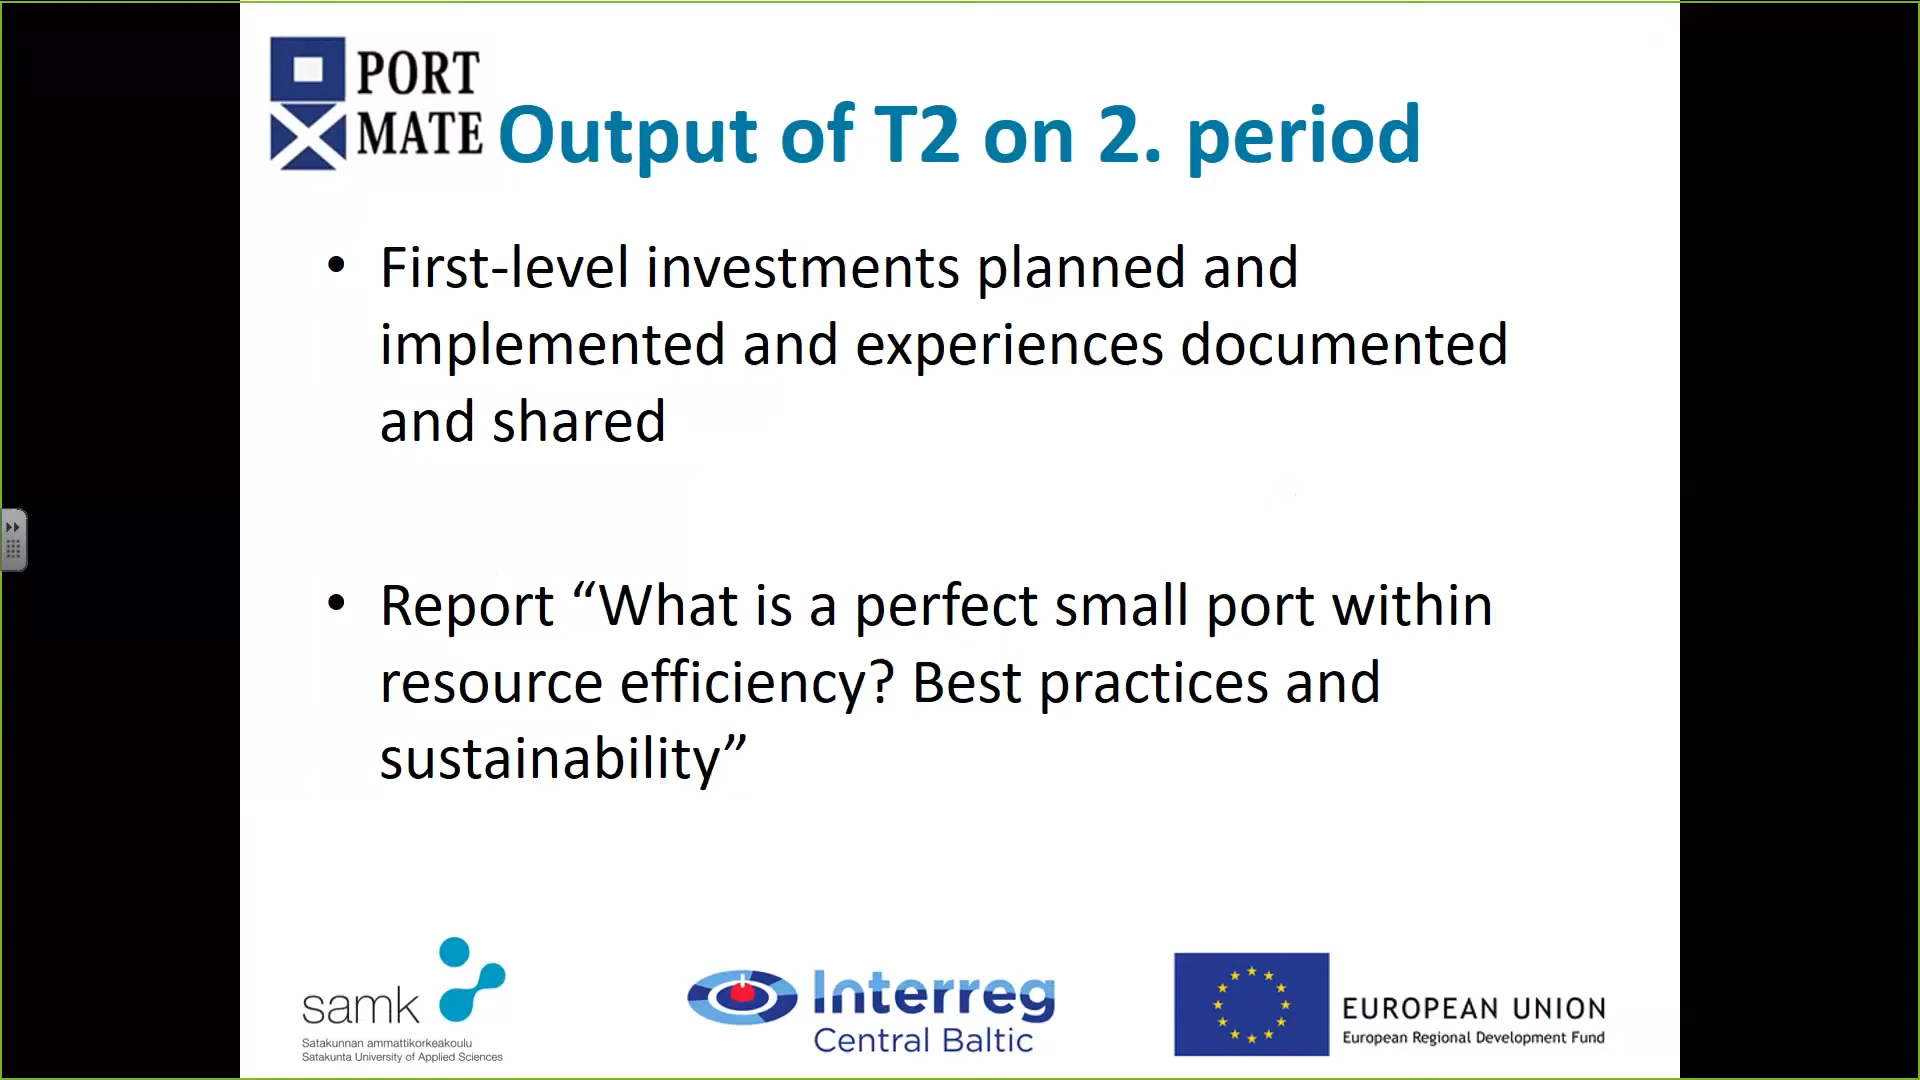 PORT
MATE
Output of T2 on 2. period
• First-level investments planned and
implemented and experiences documented
and shared
• Report “What is a perfect small port within
resource efficiency? Best practices and
sustainability”
samk
Satakunnan ammattikorkeakoulu
Satakunta University of Applied Sciences
Interreg
Central Baltic
EUROPEAN UNION
European Regional Development Fund